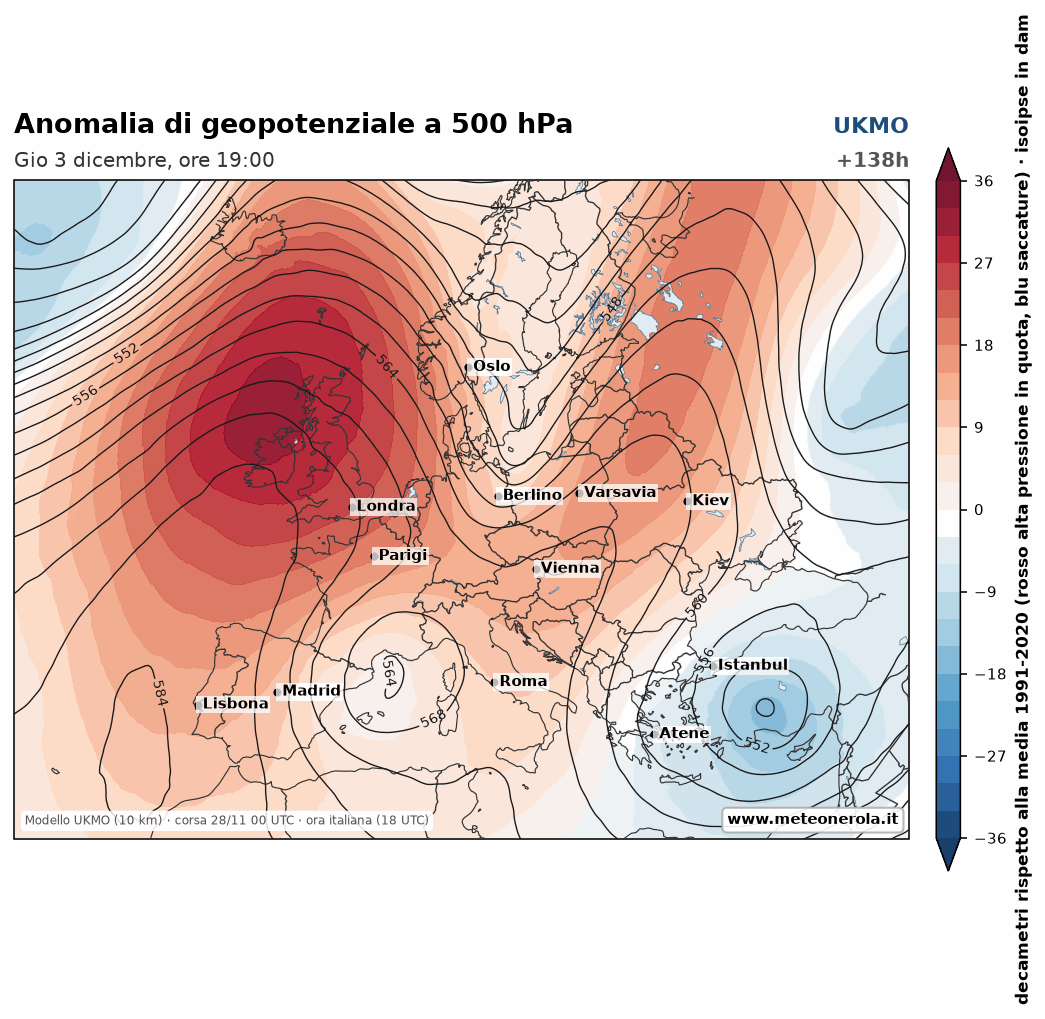 Anomalia di geopotenziale a 500 hPa
UKMO
Gio 3 dicembre, ore 19:00
+138h
552
556
564
548
Oslo
Berlino
Varsavia
Kiev
Londra
Parigi
Vienna
560
556
Istanbul
564
Roma
Madrid
584
Lisbona
568
Atene
552
Modello UKMO (10 km) · corsa 28/11 00 UTC · ora italiana (18 UTC)
www.meteonerola.it
36
27
18
9
0
−9
−18
−27
−36
decametri rispetto alla media 1991-2020 (rosso alta pressione in quota, blu saccature) · isoipse in dam